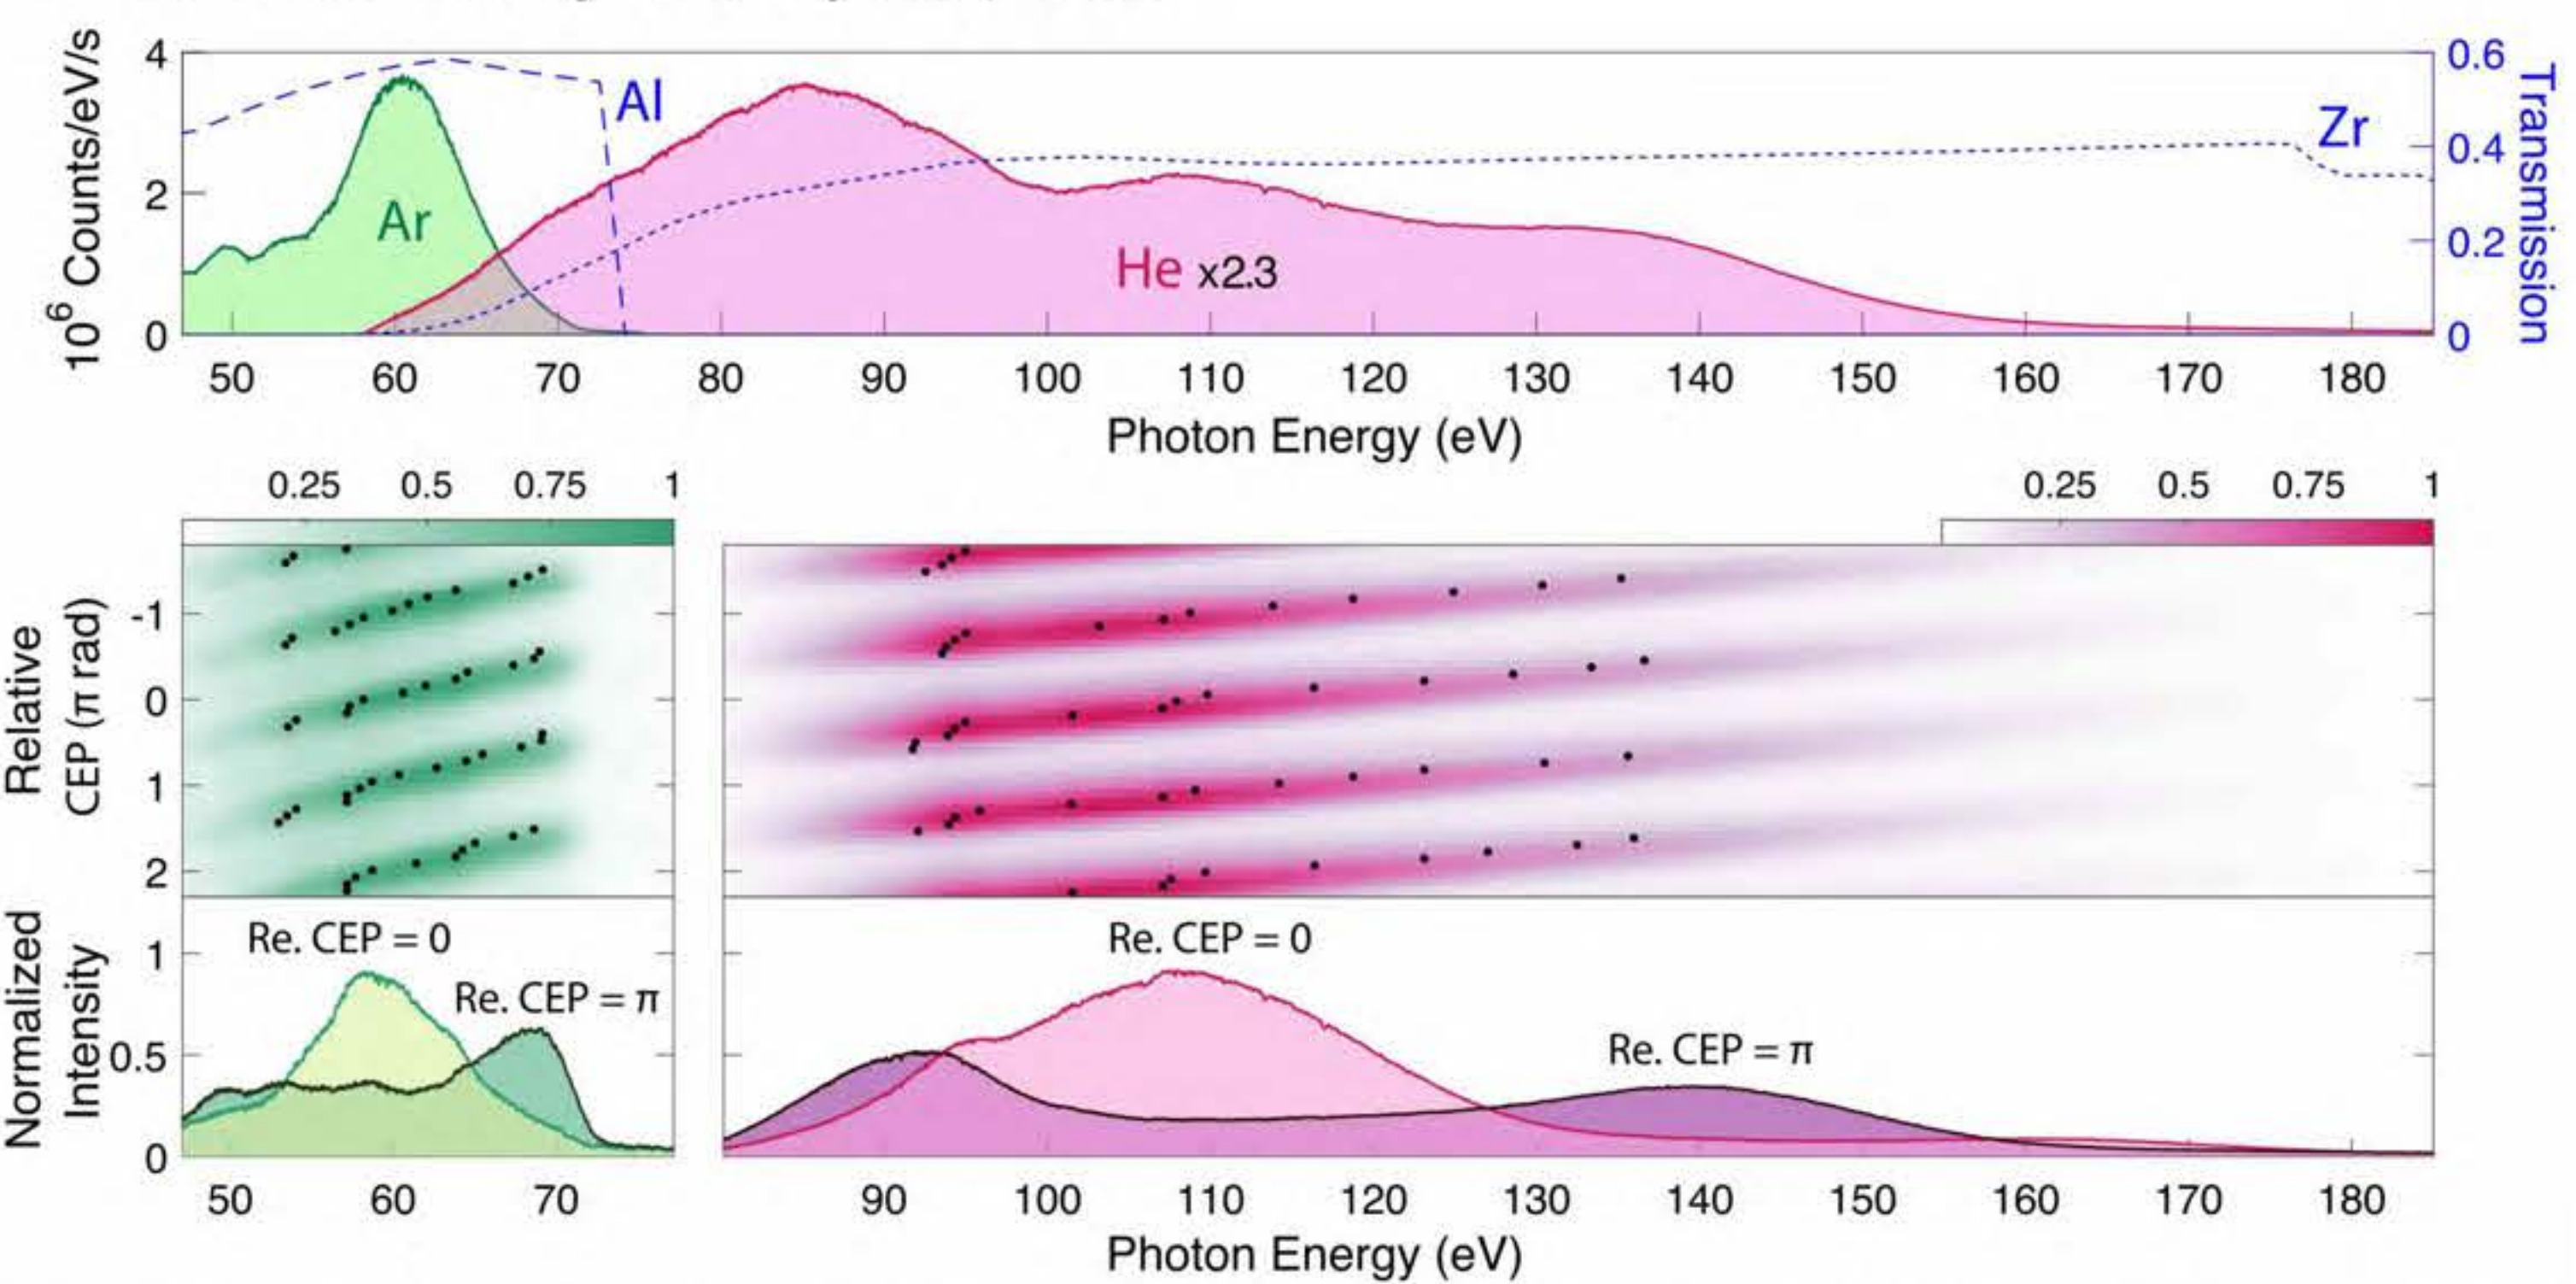 4
2
0
10⁶ Counts/eV/s
Ar
Al
He x2.3
Zr
0.6
0.4
0.2
0
Transmission
50 60 70 80 90 100 110 120 130 140 150 160 170 180
Photon Energy (eV)
0.25 0.5 0.75 1
0.25 0.5 0.75 1
Relative
CEP (π rad)
-1
0
1
2
Normalized
Intensity
1
0.5
0
Re. CEP = 0
Re. CEP = π
Re. CEP = 0
Re. CEP = π
50 60 70
90 100 110 120 130 140 150 160 170 180
Photon Energy (eV)